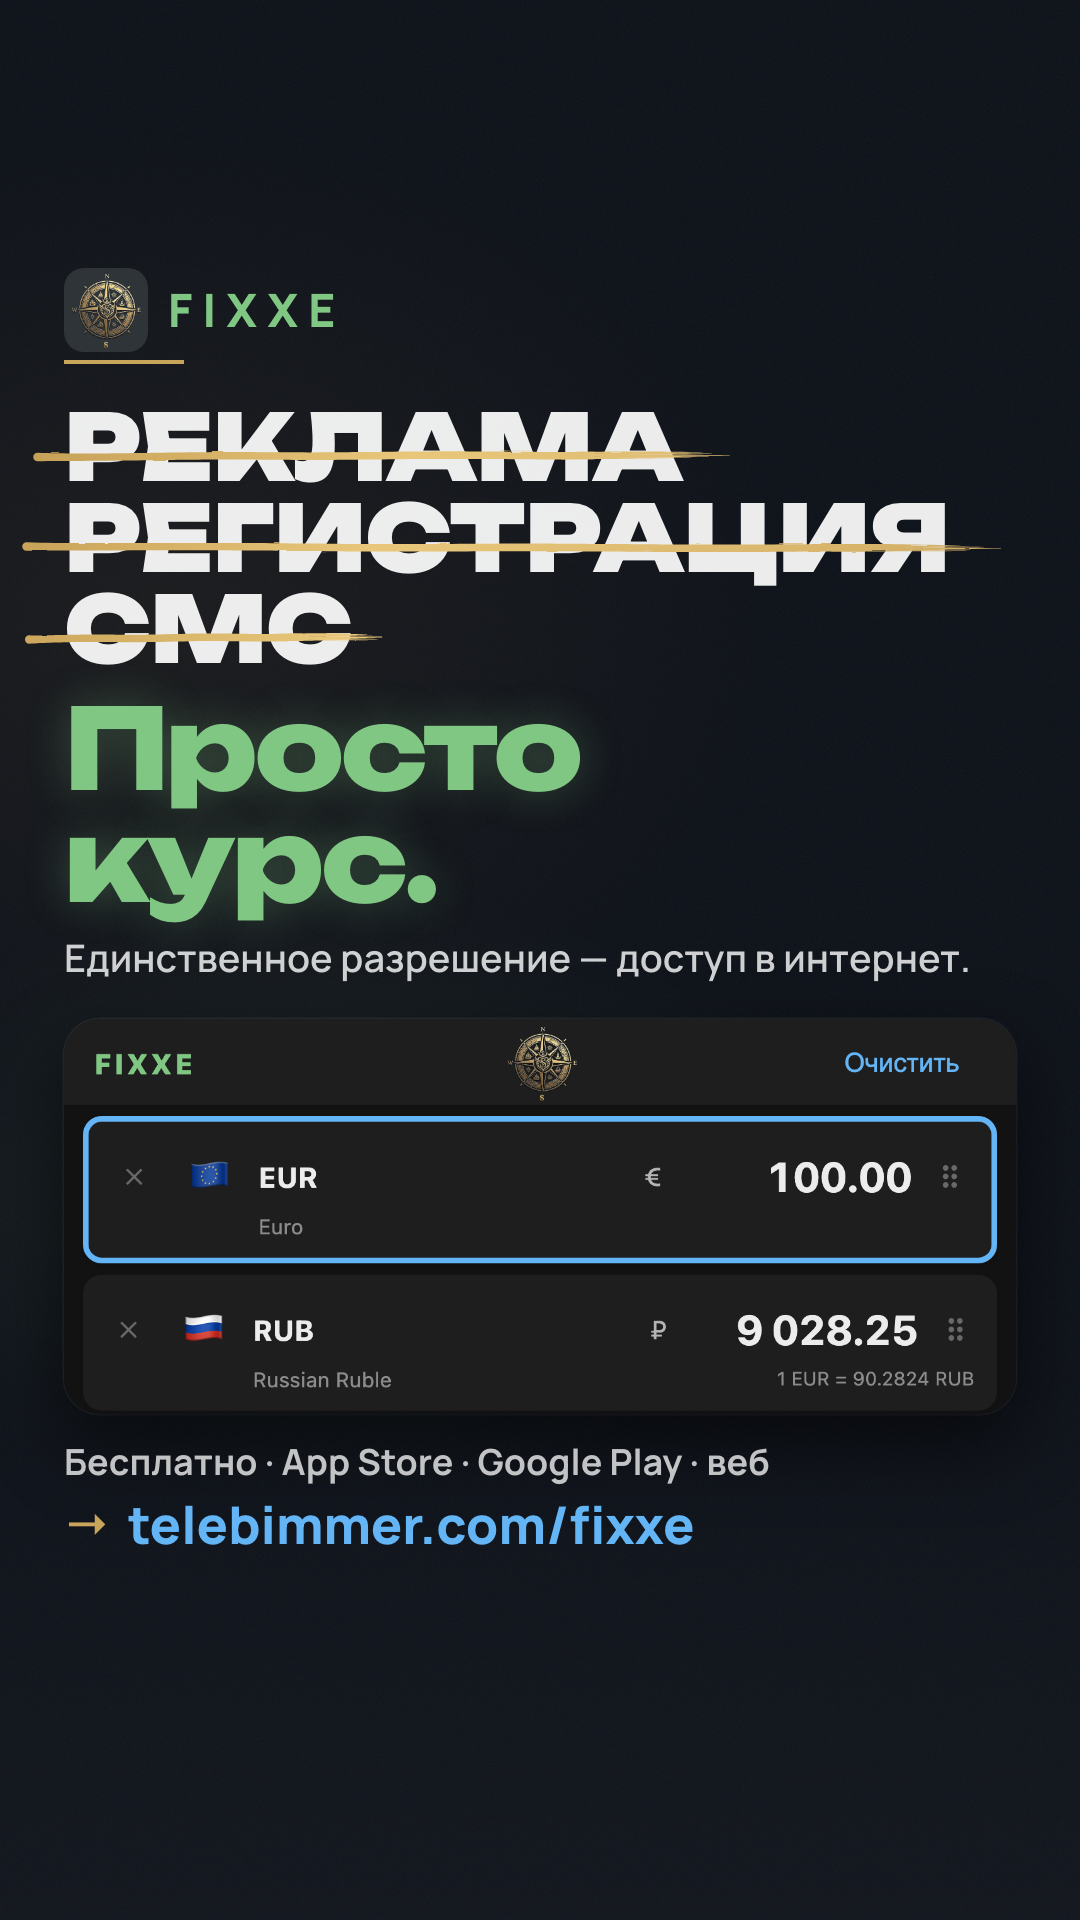 FIXXE
РЕКЛАМА
РЕГИСТРАЦИЯ
СМС
Просто
курс.
Единственное разрешение — доступ в интернет.
FIXXE
Очистить
EUR € 100.00
Euro
RUB ₽ 9 028.25
Russian Ruble 1 EUR = 90.2824 RUB
Бесплатно · App Store · Google Play · веб
→ telebimmer.com/fixxe